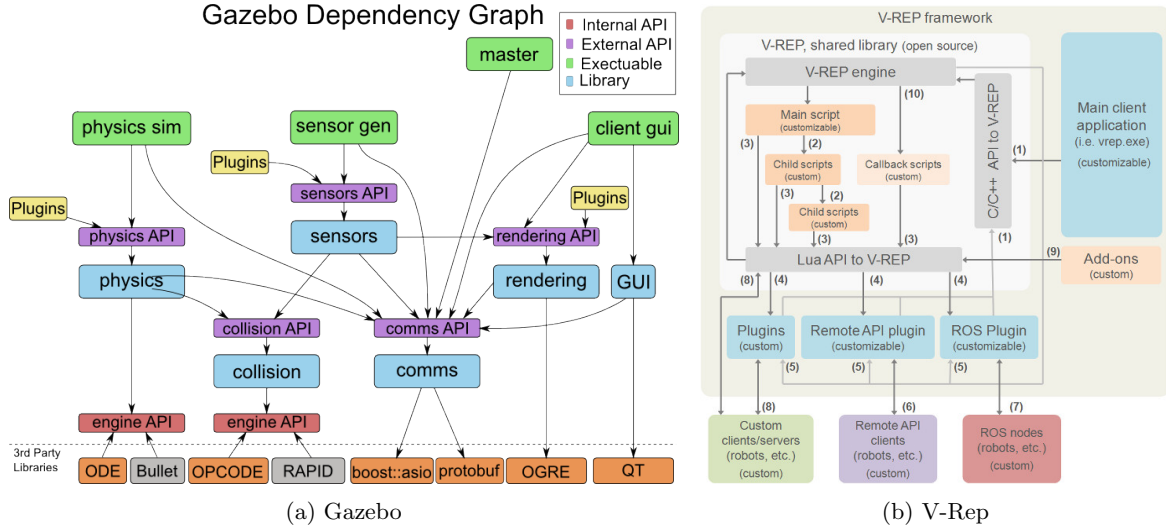 Gazebo Dependency Graph
Internal API
External API
Exectuable
Library
master
physics sim
sensor gen
client gui
Plugins
sensors API
Plugins
Plugins
physics API
sensors
rendering API
physics
rendering
GUI
collision API
comms API
collision
comms
engine API
engine API
3rd Party
Libraries
ODE
Bullet
OPCODE
RAPID
boost::asio
protobuf
OGRE
QT
(a) Gazebo
V-REP framework
V-REP, shared library (open source)
V-REP engine
(10)
Main script
(customizable)
(3)
(2)
Child scripts
(custom)
Callback scripts
(custom)
(3)
(2)
Child scripts
(custom)
(3)
(3)
Lua API to V-REP
C/C++ API to V-REP
(1)
(1)
Main client
application
(i.e. vrep.exe)
(customizable)
(9)
Add-ons
(custom)
(8)
(4)
(4)
(4)
Plugins
(custom)
Remote API plugin
(customizable)
ROS Plugin
(customizable)
(5)
(5)
(5)
(8)
(6)
(7)
Custom
clients/servers
(robots, etc.)
(custom)
Remote API
clients
(robots, etc.)
(custom)
ROS nodes
(robots, etc.)
(custom)
(b) V-Rep